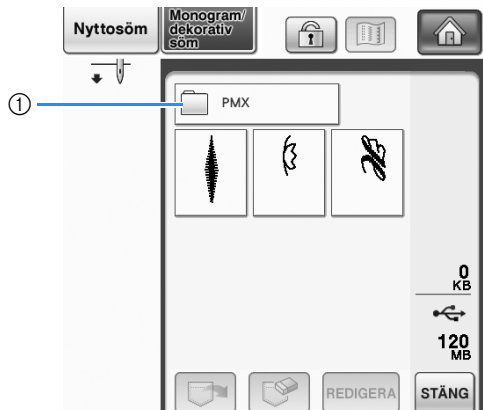 Nyttosöm
Monogram/
dekorativ
söm
①
PMX
0
KB
120
MB
REDIGERA
STÄNG